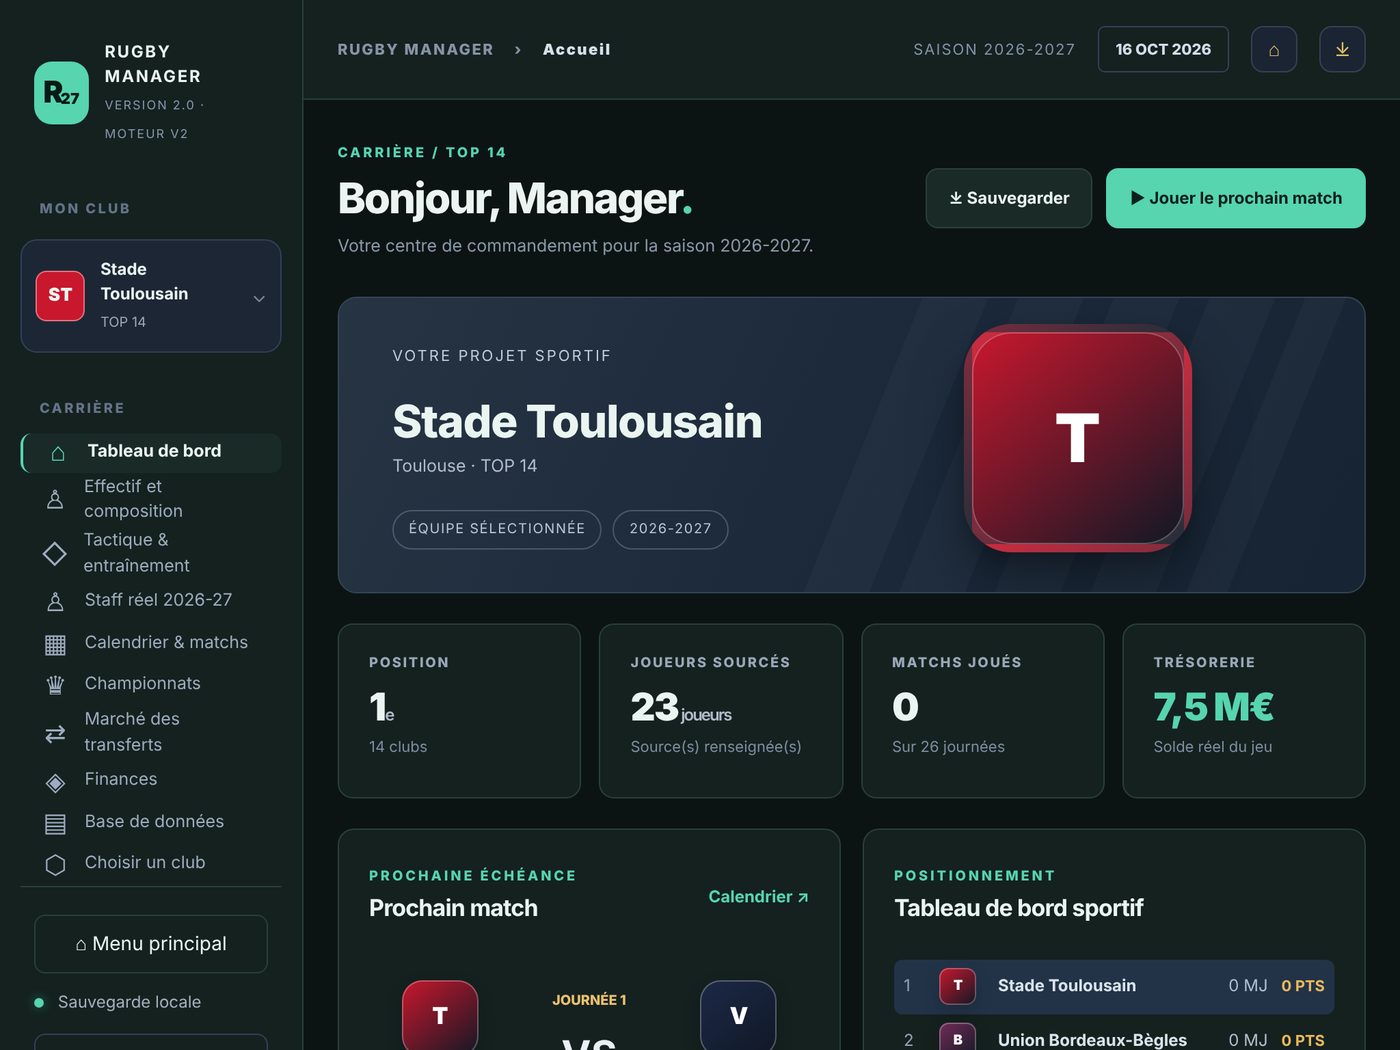 R27
RUGBY
MANAGER
VERSION 2.0 ·
MOTEUR V2
RUGBY MANAGER › Accueil
SAISON 2026-2027
16 OCT 2026
MON CLUB
ST
Stade
Toulousain
TOP 14
CARRIÈRE
Tableau de bord
Effectif et
composition
Tactique &
entraînement
Staff réel 2026-27
Calendrier & matchs
Championnats
Marché des
transferts
Finances
Base de données
Choisir un club
Menu principal
Sauvegarde locale
CARRIÈRE / TOP 14
Bonjour, Manager.
Votre centre de commandement pour la saison 2026-2027.
Sauvegarder
Jouer le prochain match
VOTRE PROJET SPORTIF
Stade Toulousain
Toulouse · TOP 14
ÉQUIPE SÉLECTIONNÉE
2026-2027
T
POSITION
1e
14 clubs
JOUEURS SOURCÉS
23 joueurs
Source(s) renseignée(s)
MATCHS JOUÉS
0
Sur 26 journées
TRÉSORERIE
7,5 M€
Solde réel du jeu
PROCHAINE ÉCHÉANCE
Prochain match
Calendrier ↗
T
JOURNÉE 1
VS
V
POSITIONNEMENT
Tableau de bord sportif
1 T Stade Toulousain 0 MJ 0 PTS
2 B Union Bordeaux-Bègles 0 MJ 0 PTS